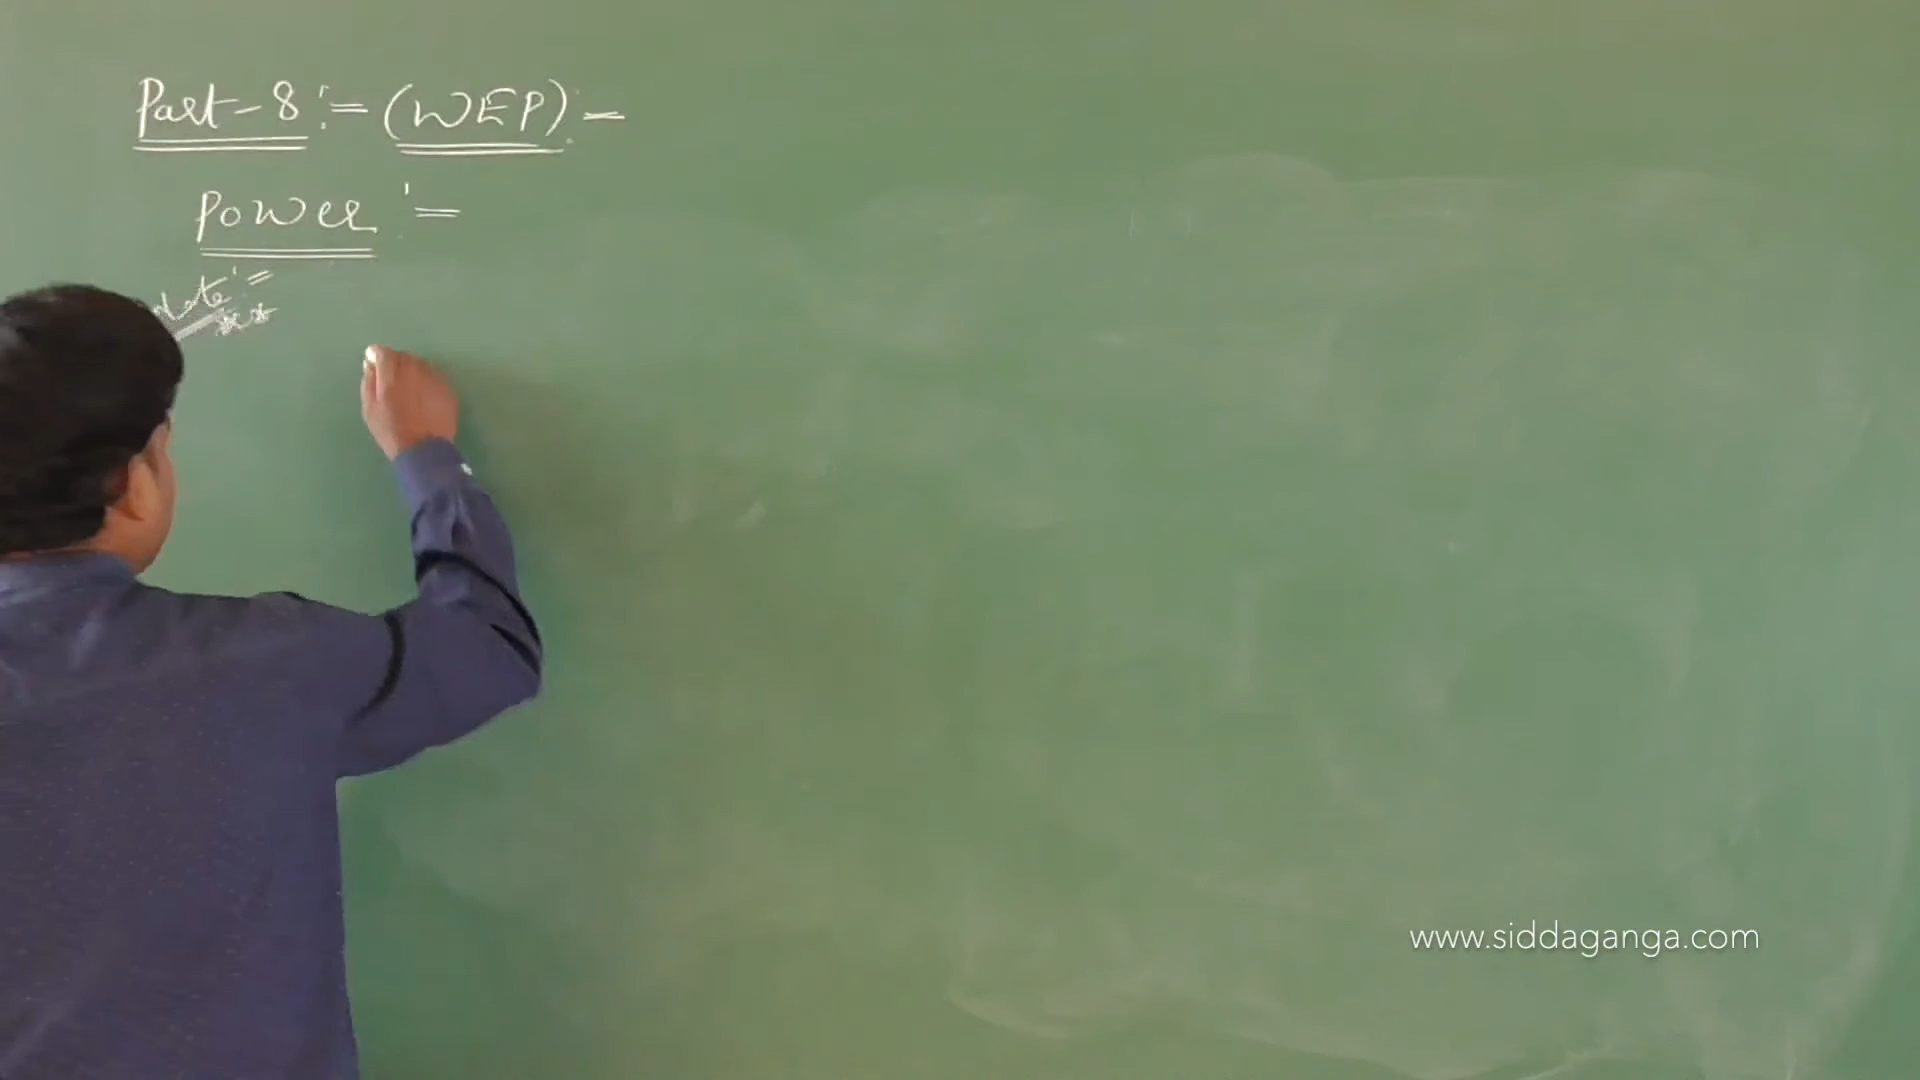 Part-8 :- (WEP) :-
Power :-
Note :-
**
www.siddaganga.com